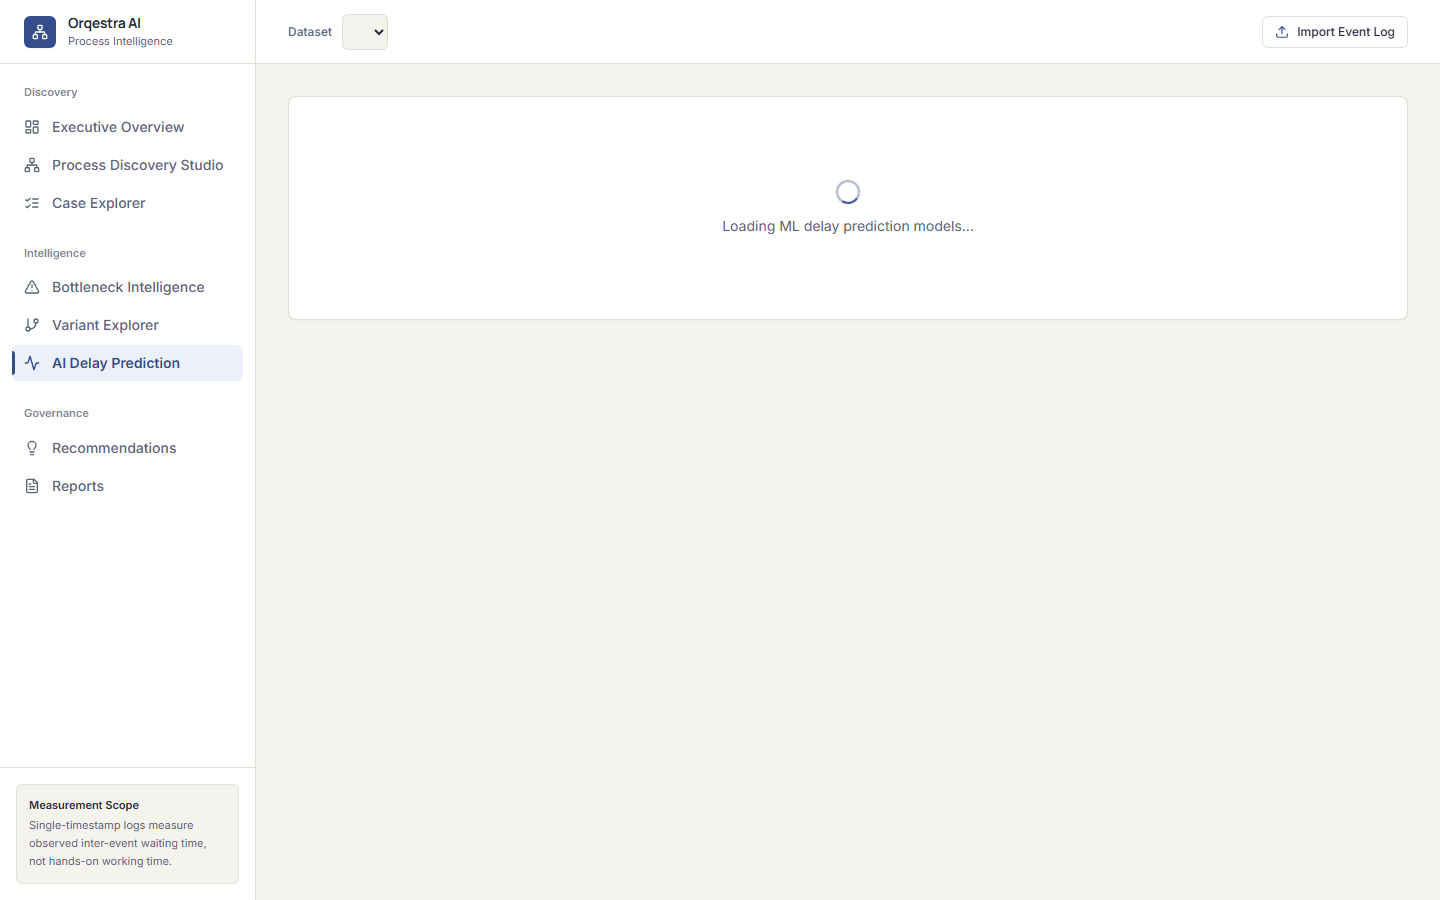 Orqestra AI
Process Intelligence
Discovery
Executive Overview
Process Discovery Studio
Case Explorer
Intelligence
Bottleneck Intelligence
Variant Explorer
AI Delay Prediction
Governance
Recommendations
Reports
Measurement Scope
Single-timestamp logs measure
observed inter-event waiting time,
not hands-on working time.
Dataset
Import Event Log
Loading ML delay prediction models...